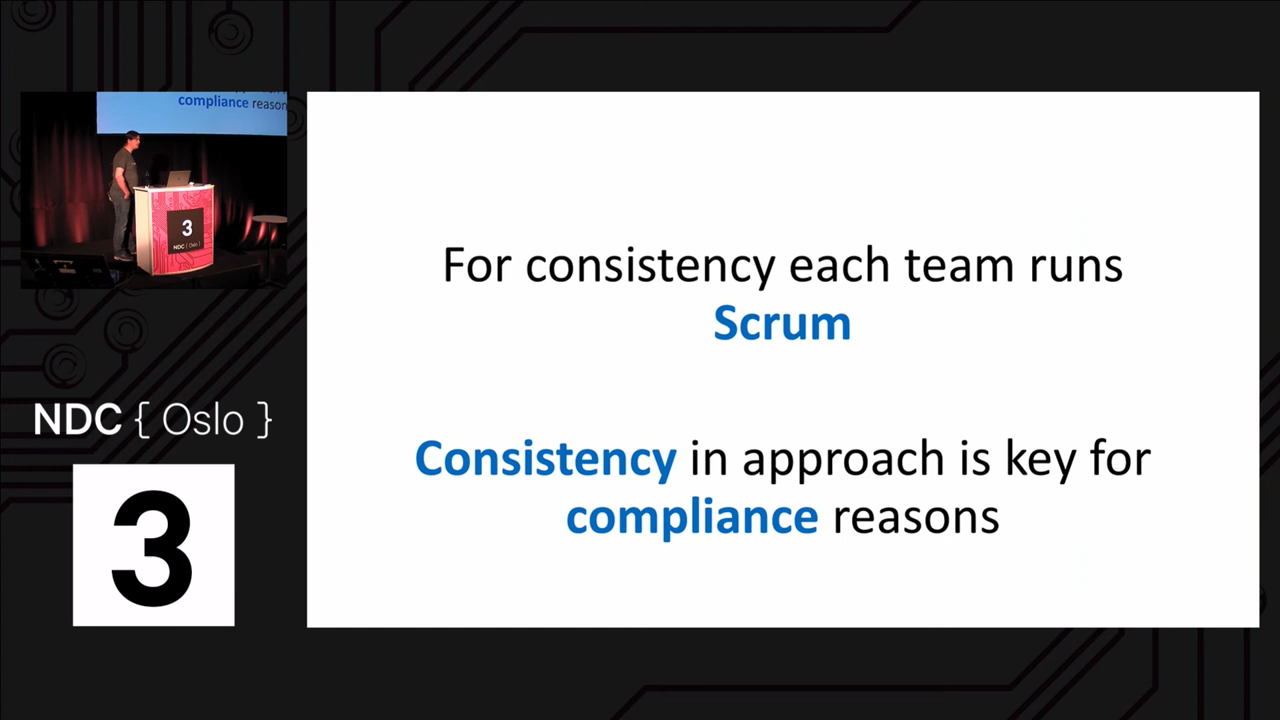 compliance reason
3
NDC { Oslo }
NDC { Oslo }
3
For consistency each team runs
Scrum
Consistency in approach is key for
compliance reasons